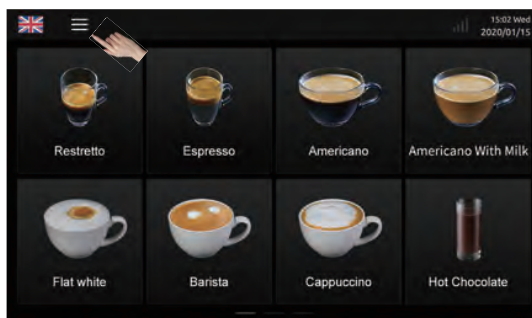 15:02 Wed
2020/01/15
Restretto
Espresso
Americano
Americano With Milk
Flat white
Barista
Cappuccino
Hot Chocolate